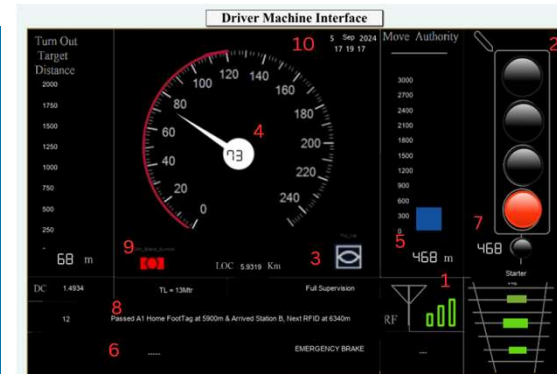 Driver Machine Interface
Turn Out
Target
Distance
2000
1750
1500
1250
1000
750
500
250
-
68 m
10
5 Sep 2024
17 19 17
0
20
40
60
80
100
120
140
160
180
200
220
240
4
73
9
LOC 5.9319 Km
3
Move Authority
3000
2700
2400
2100
1800
1500
1200
900
600
300
0
5
468 m
2
7
468
Starter
DC 1.4934
TL = 13Mtr
Full Supervision
8
12
Passed A1 Home FootTag at 5900m & Arrived Station B, Next RFID at 6340m
6
-----
EMERGENCY BRAKE
---
1
RF